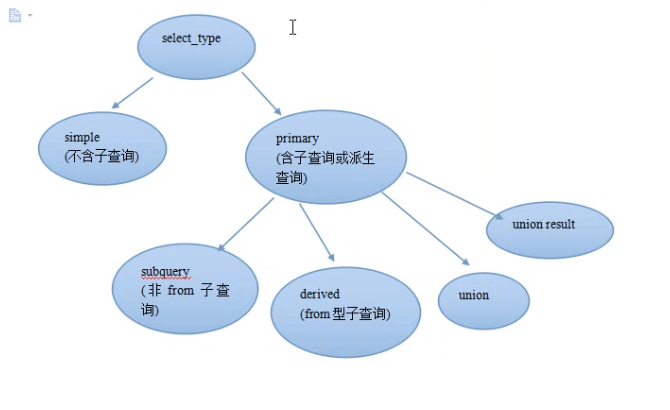 select_type
simple
(不含子查询)
primary
(含子查询或派生
查询)
union result
subquery
(非 from 子查
询)
derived
(from型子查询)
union